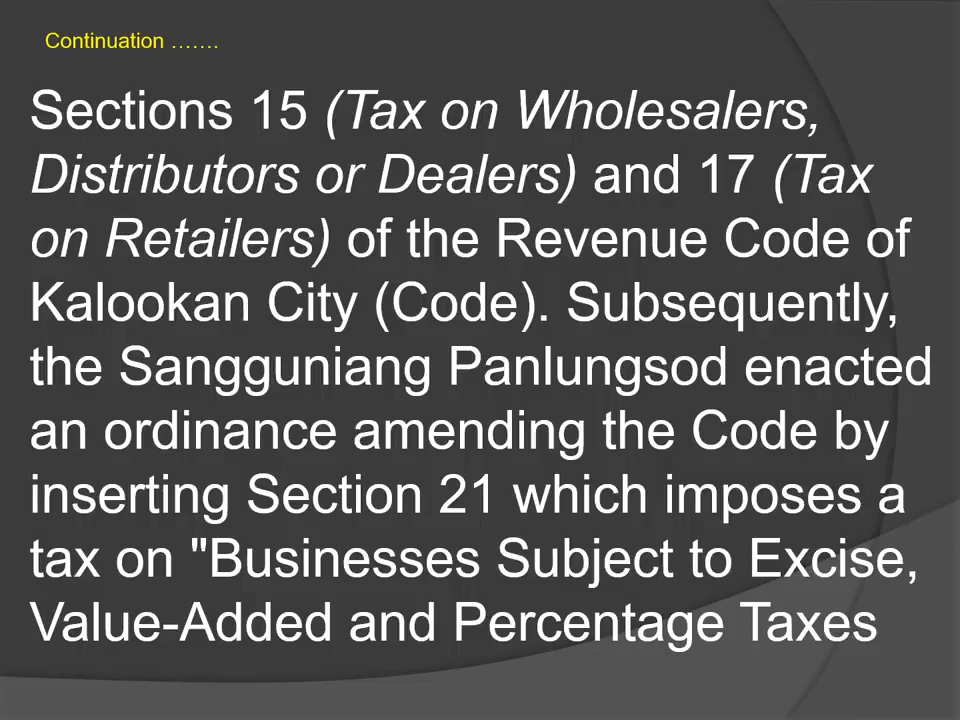 Continuation …….
Sections 15 (Tax on Wholesalers,
Distributors or Dealers) and 17 (Tax
on Retailers) of the Revenue Code of
Kalookan City (Code). Subsequently,
the Sangguniang Panlungsod enacted
an ordinance amending the Code by
inserting Section 21 which imposes a
tax on "Businesses Subject to Excise,
Value-Added and Percentage Taxes